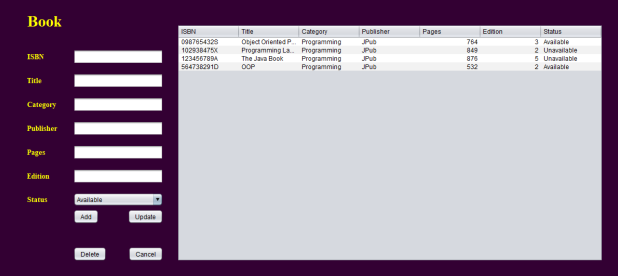 Book
ISBN
Title
Category
Publisher
Pages
Edition
Status Available
Add Update
Delete Cancel
ISBN Title Category Publisher Pages Edition Status
098765432S Object Oriented P... Programming JPub 764 3 Available
102938475X Programming La... Programming JPub 849 2 Unavailable
123456789A The Java Book Programming JPub 876 5 Unavailable
564738291D OOP Programming JPub 532 2 Available